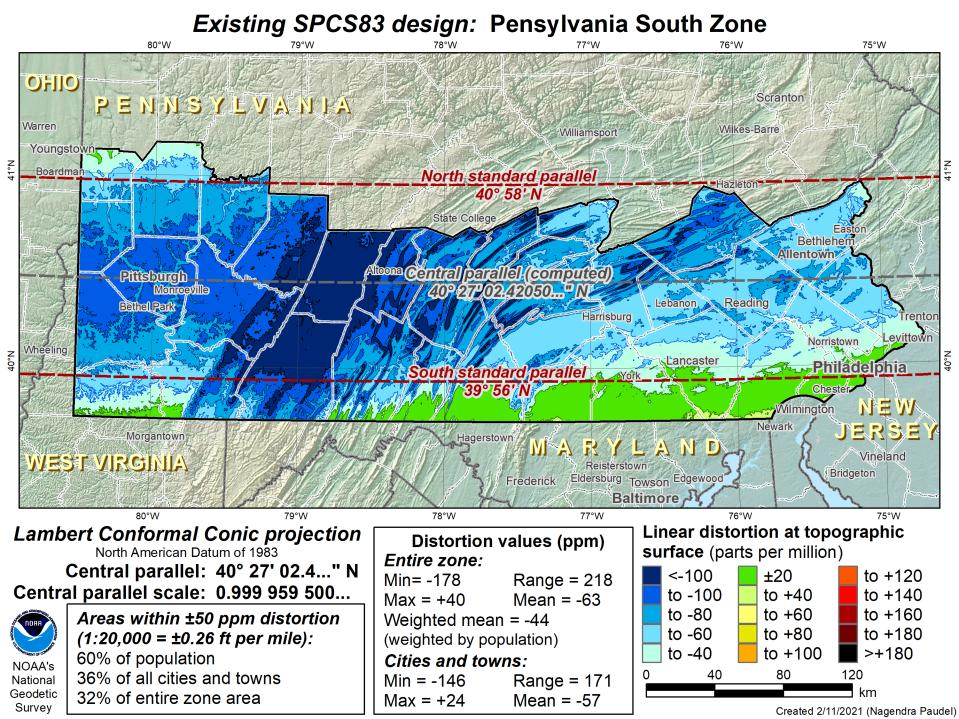 Existing SPCS83 design: Pensylvania South Zone
80°W 79°W 78°W 77°W 76°W 75°W
OHIO
PENNSYLVANIA
Scranton
Warren
Williamsport
Wilkes-Barre
Youngstown
Boardman
41°N
41°N
North standard parallel
40° 58' N
Hazleton
State College
Easton
Bethlehem
Allentown
Altoona
Central parallel (computed)
40° 27' 02.42050..." N
Pittsburgh
Monroeville
Bethel Park
Lebanon
Reading
Harrisburg
Trenton
Norristown
Levittown
Wheeling
40°N
40°N
Lancaster
Philadelphia
South standard parallel
39° 56' N
York
Chester
Wilmington
NEW
JERSEY
Newark
Morgantown
Hagerstown
MARYLAND
WEST VIRGINIA
Vineland
Reisterstown
Bridgeton
Frederick
Eldersburg
Towson
Edgewood
Baltimore
80°W 79°W 78°W 77°W 76°W 75°W
Lambert Conformal Conic projection
North American Datum of 1983
Central parallel: 40° 27' 02.4..." N
Central parallel scale: 0.999 959 500...
NOAA
NOAA's
National
Geodetic
Survey
Areas within ±50 ppm distortion
(1:20,000 = ±0.26 ft per mile):
60% of population
36% of all cities and towns
32% of entire zone area
Distortion values (ppm)
Entire zone:
Min= -178 Range = 218
Max = +40 Mean = -63
Weighted mean = -44
(weighted by population)
Cities and towns:
Min = -146 Range = 171
Max = +24 Mean = -57
Linear distortion at topographic
surface (parts per million)
<-100 ±20 to +120
to -100 to +40 to +140
to -80 to +60 to +160
to -60 to +80 to +180
to -40 to +100 >+180
0 40 80 120
km
Created 2/11/2021 (Nagendra Paudel)